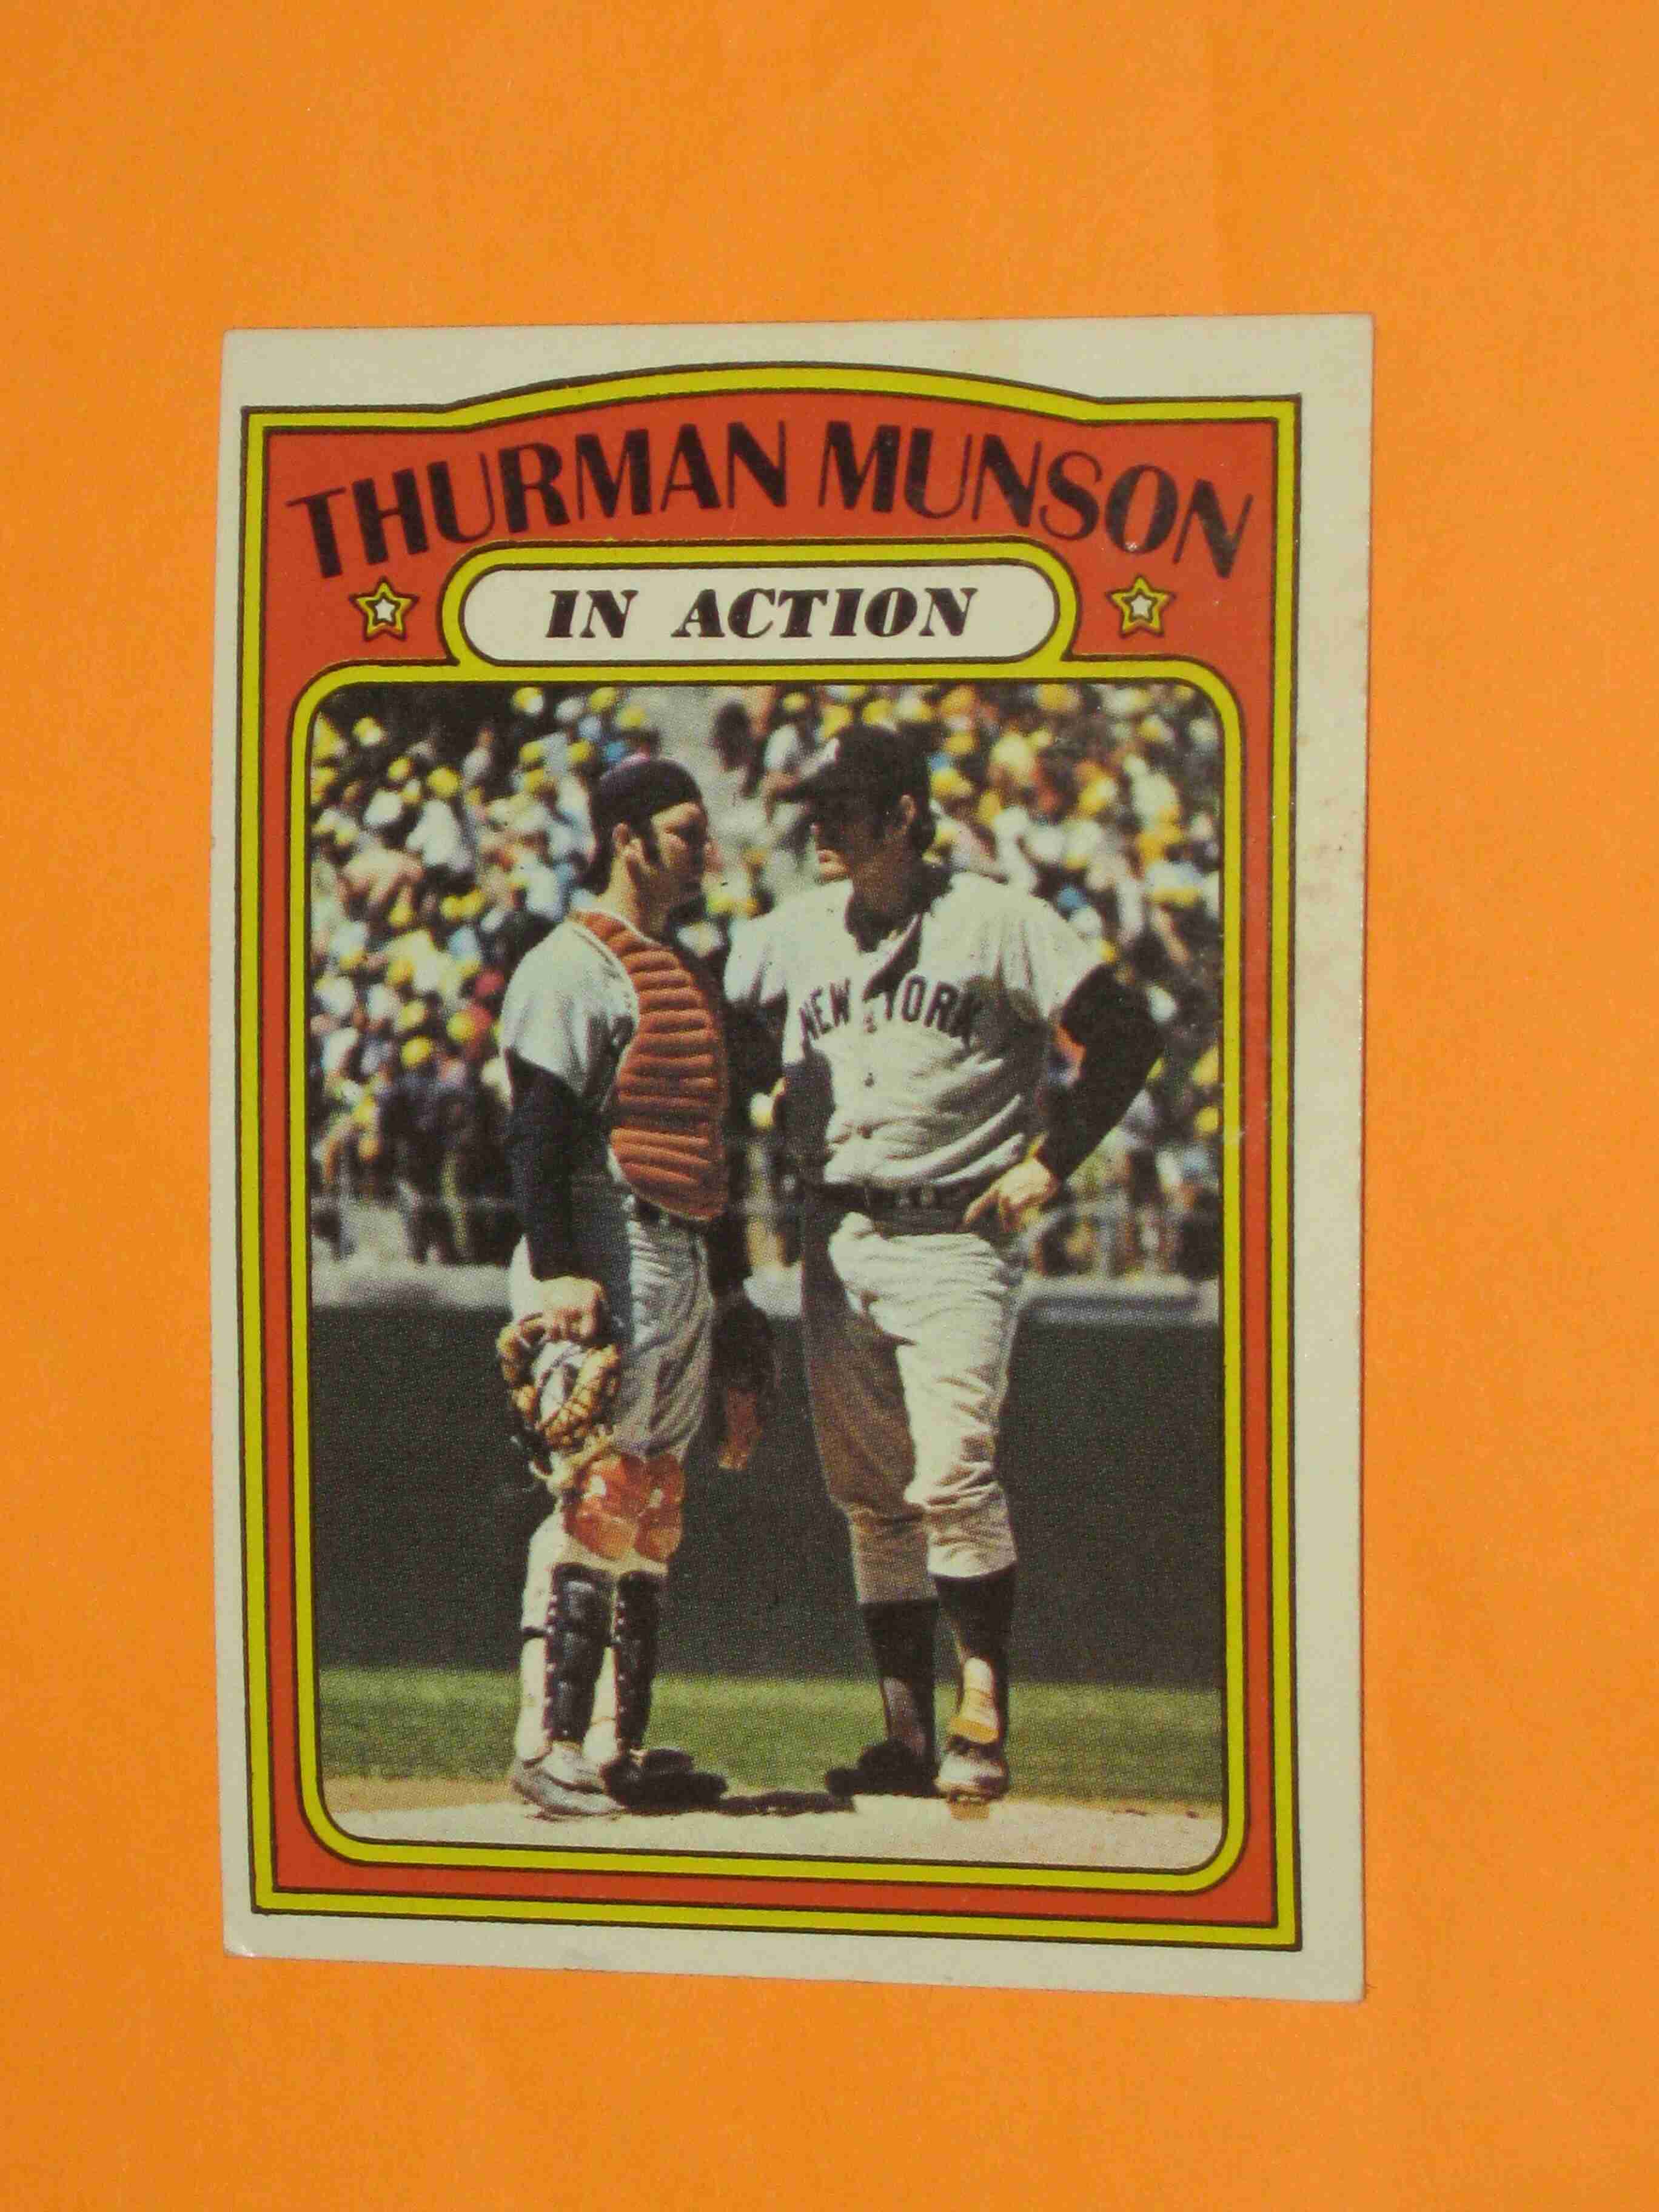 THURMAN MUNSON
IN ACTION
NEW YORK